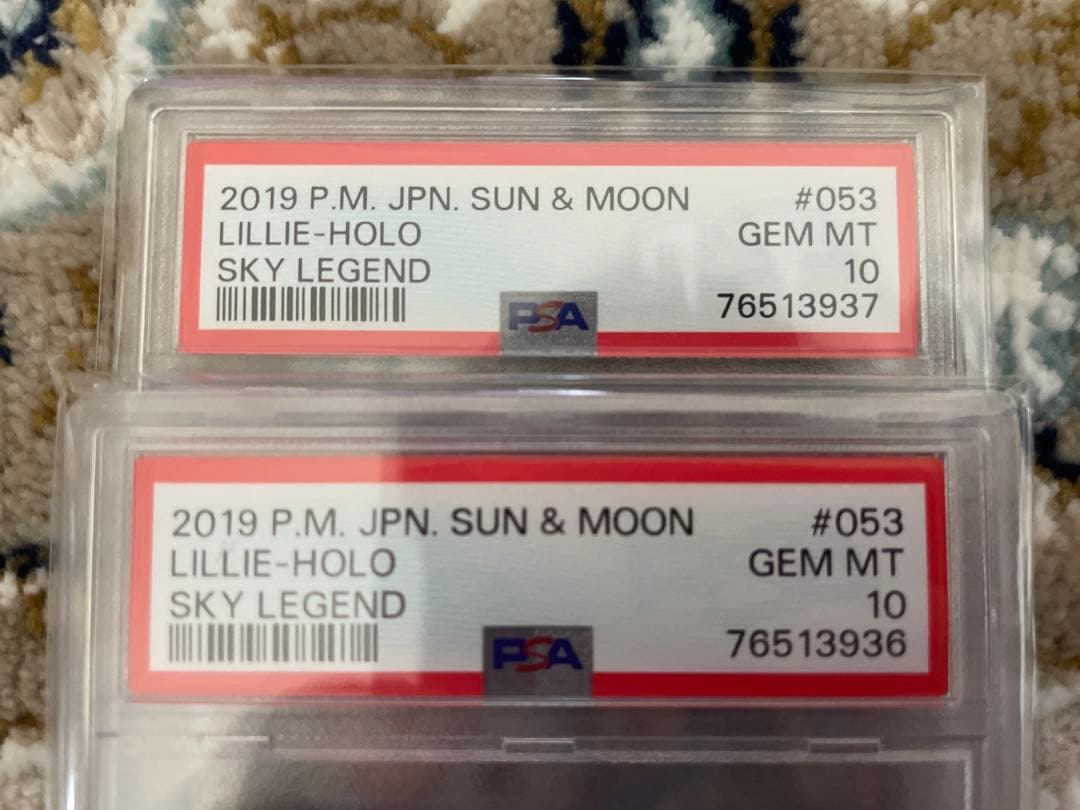 2019 P.M. JPN. SUN & MOON #053
LILLIE-HOLO GEM MT
SKY LEGEND 10
76513937
PSA
2019 P.M. JPN. SUN & MOON #053
LILLIE-HOLO GEM MT
SKY LEGEND 10
76513936
PSA